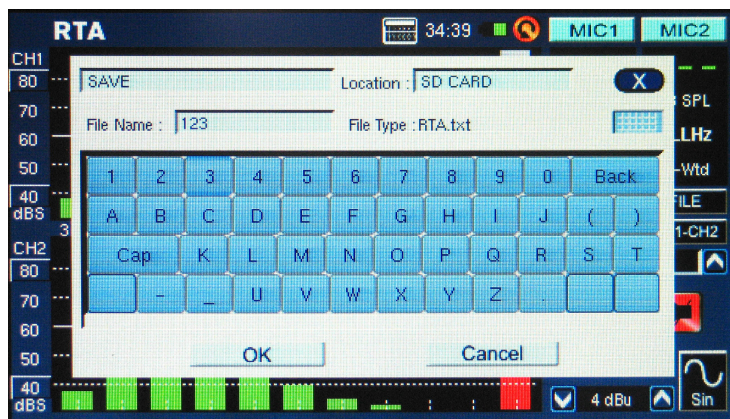 RTA 34:39 MIC1 MIC2
CH1
80
70
60
50
40
dBS
3
CH2
80
70
60
50
40
dBS
SAVE Location : SD CARD X
File Name : 123 File Type : RTA.txt
1 2 3 4 5 6 7 8 9 0 Back
A B C D E F G H I J ( )
Cap K L M N O P Q R S T
- _ U V W X Y Z .
OK Cancel
SPL
LLHz
-Wtd
FILE
1-CH2
4 dBu
Sin